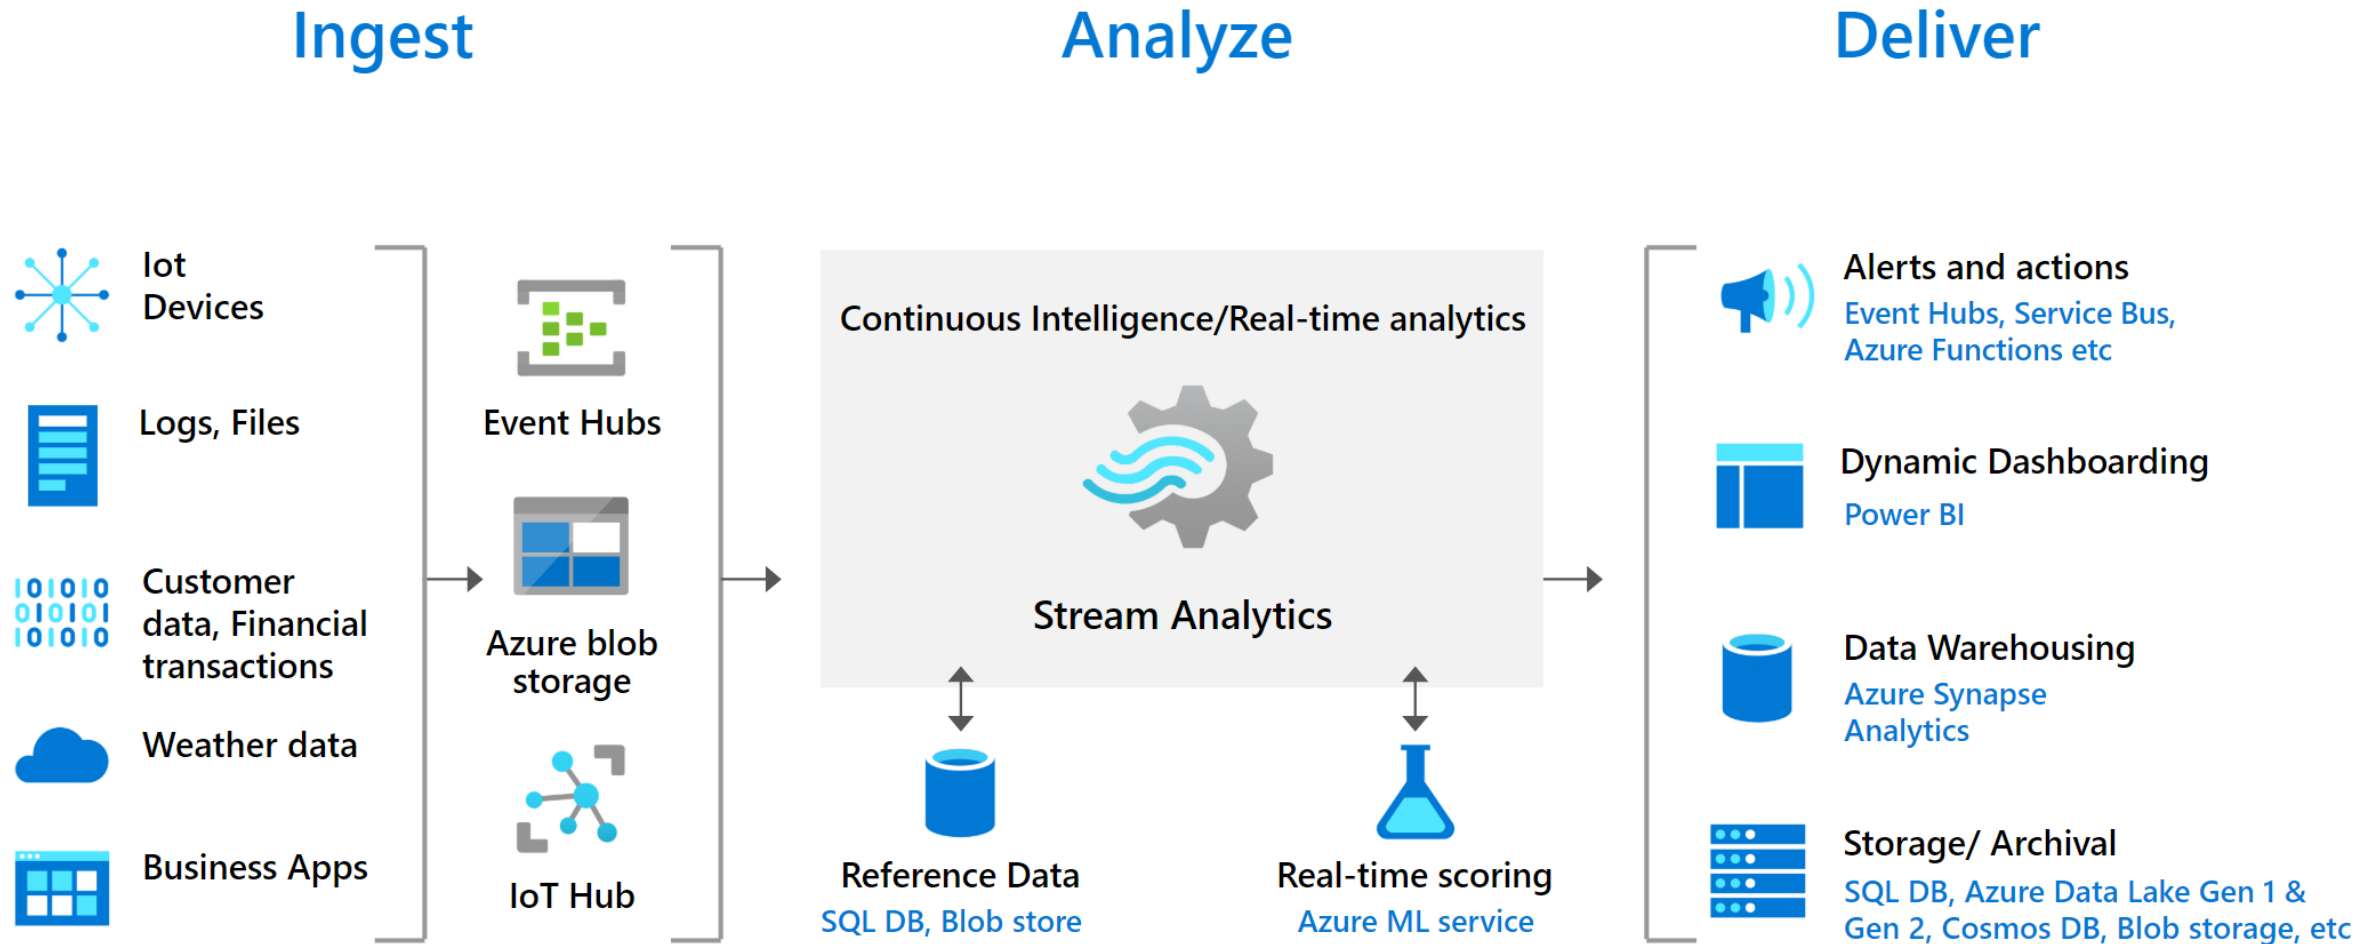 Ingest
Analyze
Deliver
Iot
Devices
Logs, Files
Customer
data, Financial
transactions
Weather data
Business Apps
Event Hubs
Azure blob
storage
IoT Hub
Continuous Intelligence/Real-time analytics
Stream Analytics
Reference Data
SQL DB, Blob store
Real-time scoring
Azure ML service
Alerts and actions
Event Hubs, Service Bus,
Azure Functions etc
Dynamic Dashboarding
Power BI
Data Warehousing
Azure Synapse
Analytics
Storage/ Archival
SQL DB, Azure Data Lake Gen 1 &
Gen 2, Cosmos DB, Blob storage, etc